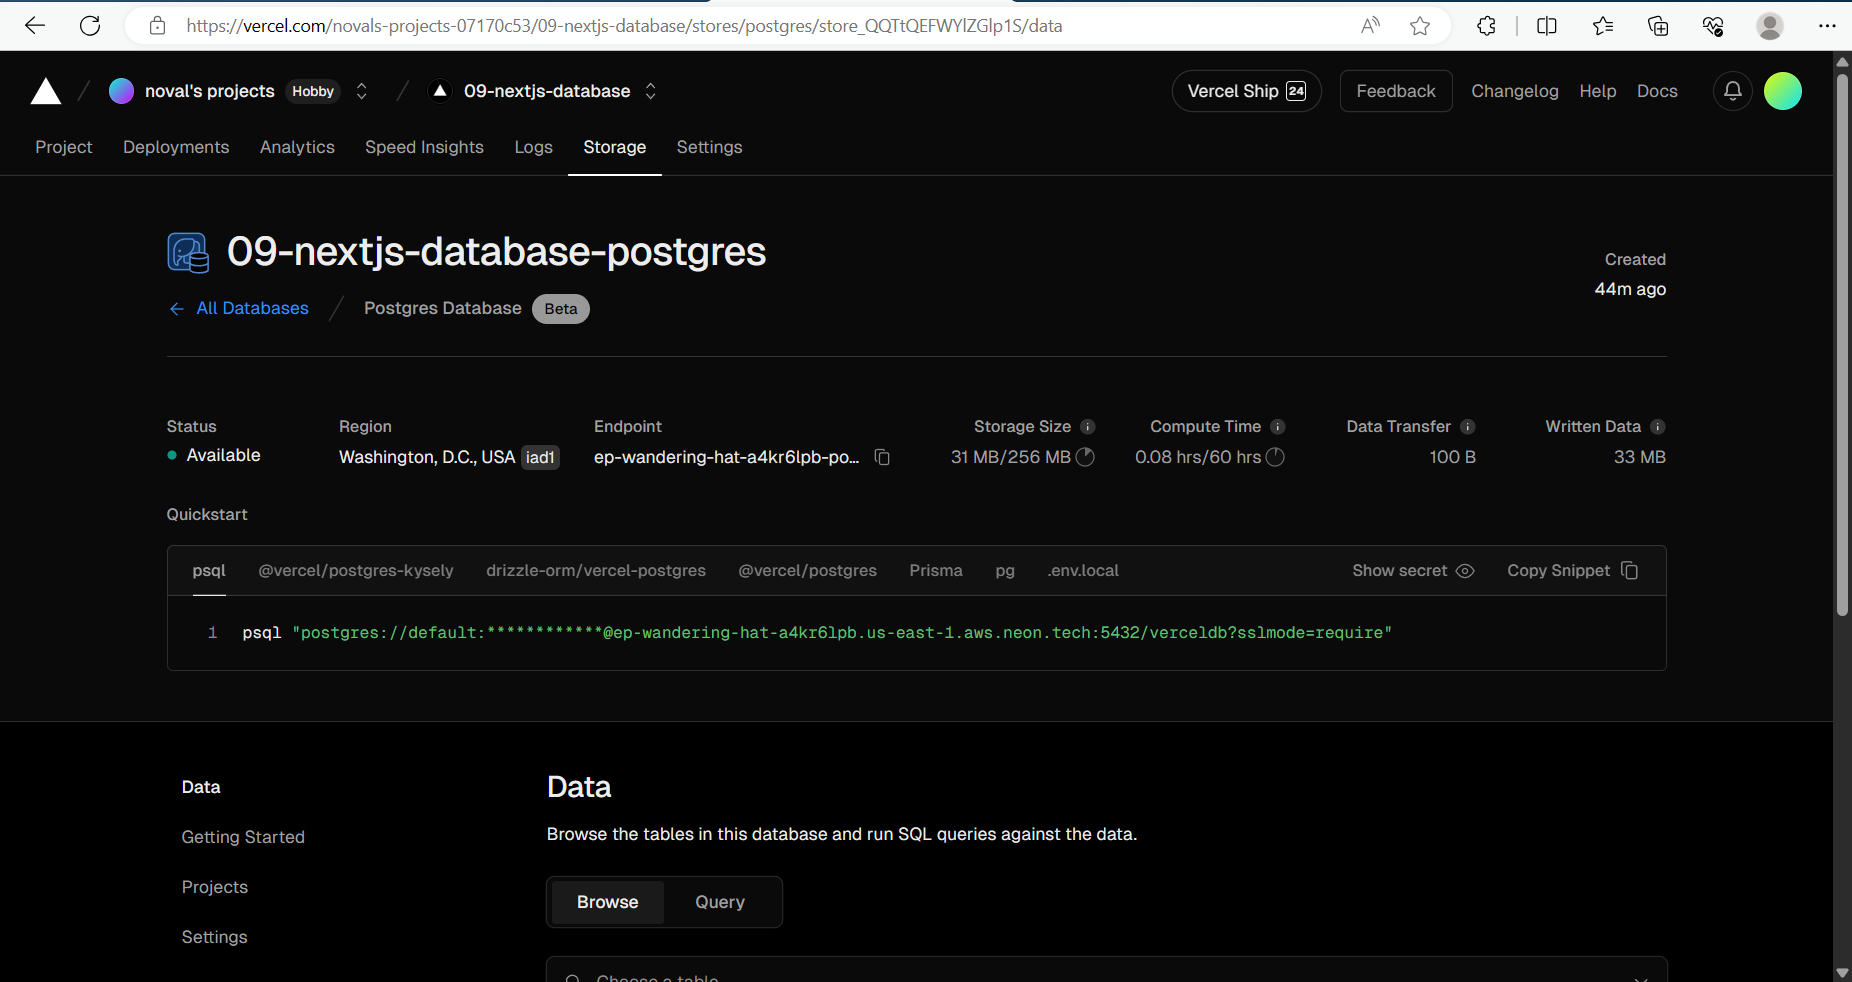 https://vercel.com/novals-projects-07170c53/09-nextjs-database/stores/postgres/store_QQTtQEFWYlZGlp1S/data
noval's projects Hobby 09-nextjs-database Vercel Ship 24 Feedback Changelog Help Docs
Project Deployments Analytics Speed Insights Logs Storage Settings
09-nextjs-database-postgres
Created
44m ago
← All Databases / Postgres Database Beta
Status Region Endpoint Storage Size Compute Time Data Transfer Written Data
Available Washington, D.C., USA iad1 ep-wandering-hat-a4kr6lpb-po... 31 MB/256 MB 0.08 hrs/60 hrs 100 B 33 MB
Quickstart
psql @vercel/postgres-kysely drizzle-orm/vercel-postgres @vercel/postgres Prisma pg .env.local Show secret Copy Snippet
1 psql "postgres://default:************@ep-wandering-hat-a4kr6lpb.us-east-1.aws.neon.tech:5432/verceldb?sslmode=require"
Data
Getting Started
Projects
Settings
Data
Browse the tables in this database and run SQL queries against the data.
Browse Query
Choose a table